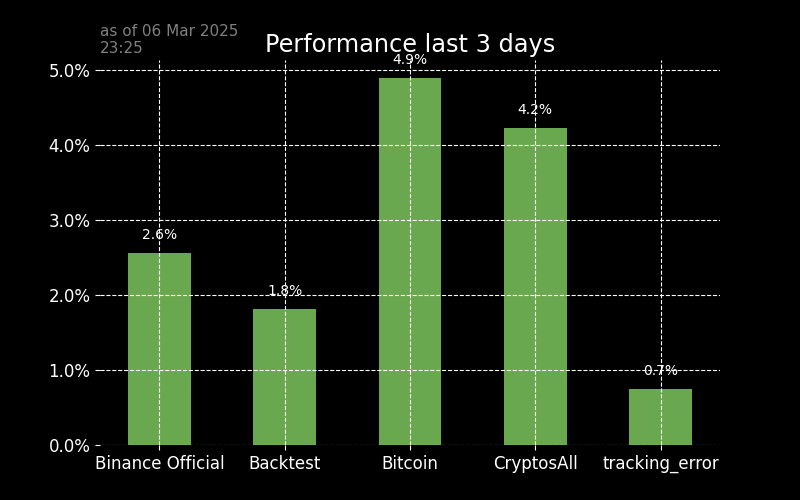 as of 06 Mar 2025
23:25
Performance last 3 days
5.0%
4.0%
3.0%
2.0%
1.0%
0.0%
2.6%
1.8%
4.9%
4.2%
0.7%
Binance Official
Backtest
Bitcoin
CryptosAll
tracking_error